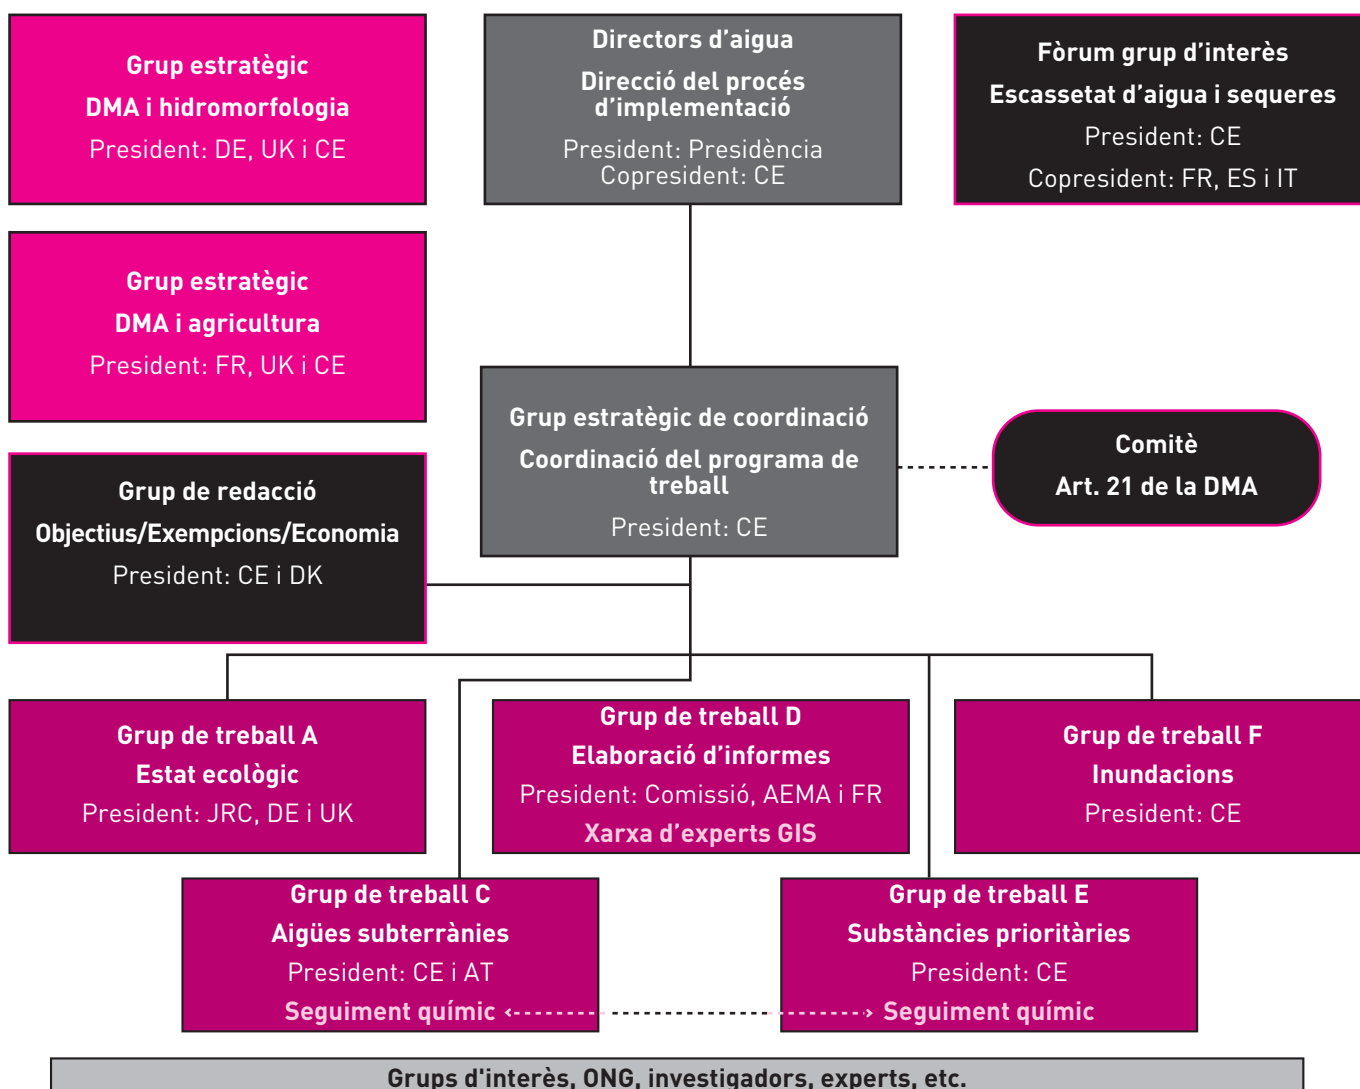 Grup estratègic
DMA i hidromorfologia
President: DE, UK i CE
Directors d’aigua
Direcció del procés
d’implementació
President: Presidència
Copresident: CE
Fòrum grup d’interès
Escassetat d’aigua i sequeres
President: CE
Copresident: FR, ES i IT
Grup estratègic
DMA i agricultura
President: FR, UK i CE
Grup estratègic de coordinació
Coordinació del programa de
treball
President: CE
Comitè
Art. 21 de la DMA
Grup de redacció
Objectius/Exempcions/Economia
President: CE i DK
Grup de treball A
Estat ecològic
President: JRC, DE i UK
Grup de treball D
Elaboració d’informes
President: Comissió, AEMA i FR
Xarxa d’experts GIS
Grup de treball F
Inundacions
President: CE
Grup de treball C
Aigües subterrànies
President: CE i AT
Seguiment químic
Grup de treball E
Substàncies prioritàries
President: CE
Seguiment químic
Grups d'interès, ONG, investigadors, experts, etc.